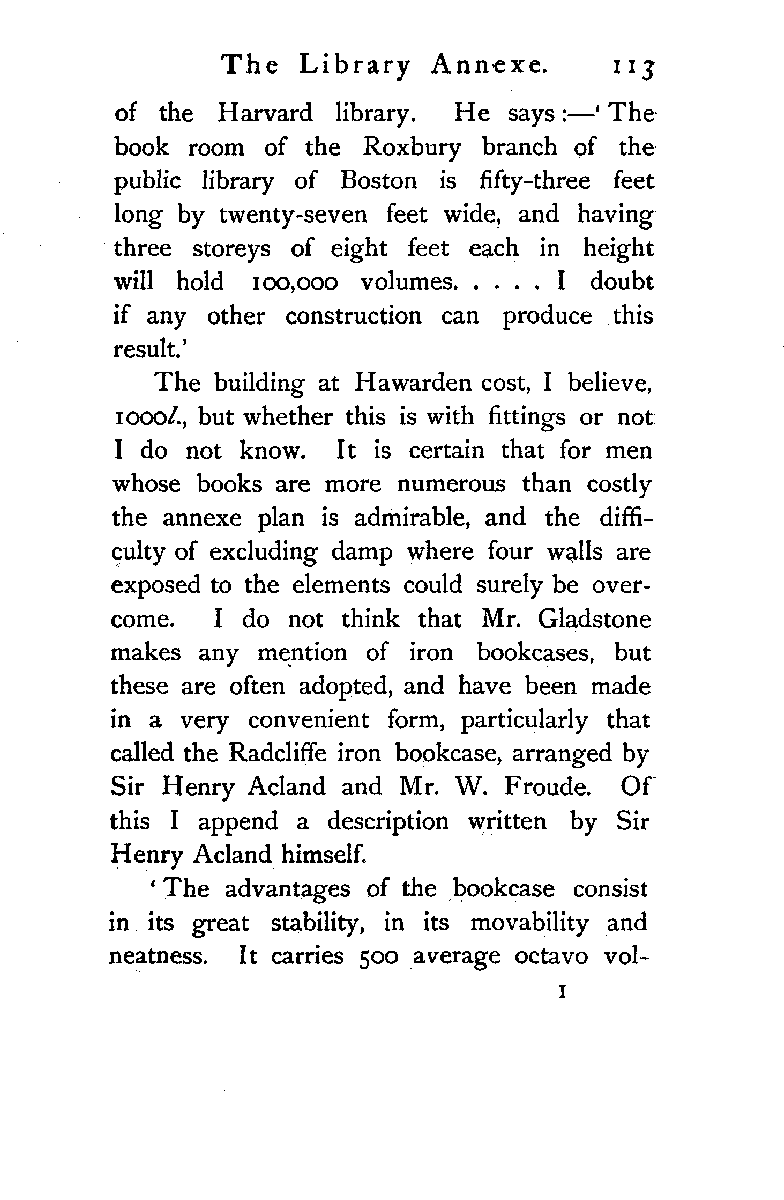 The Library Annexe. 113
of the Harvard library. He says:—‘The
book room of the Roxbury branch of the
public library of Boston is fifty-three feet
long by twenty-seven feet wide, and having
three storeys of eight feet each in height
will hold 100,000 volumes. . . . . . I doubt
if any other construction can produce this
result.’
The building at Hawarden cost, I believe,
1000l., but whether this is with fittings or not
I do not know. It is certain that for men
whose books are more numerous than costly
the annexe plan is admirable, and the diffi-
culty of excluding damp where four walls are
exposed to the elements could surely be over-
come. I do not think that Mr. Gladstone
makes any mention of iron bookcases, but
these are often adopted, and have been made
in a very convenient form, particularly that
called the Radcliffe iron bookcase, arranged by
Sir Henry Acland and Mr. W. Froude. Of
this I append a description written by Sir
Henry Acland himself.
‘The advantages of the bookcase consist
in its great stability, in its movability and
neatness. It carries 500 average octavo vol-
I